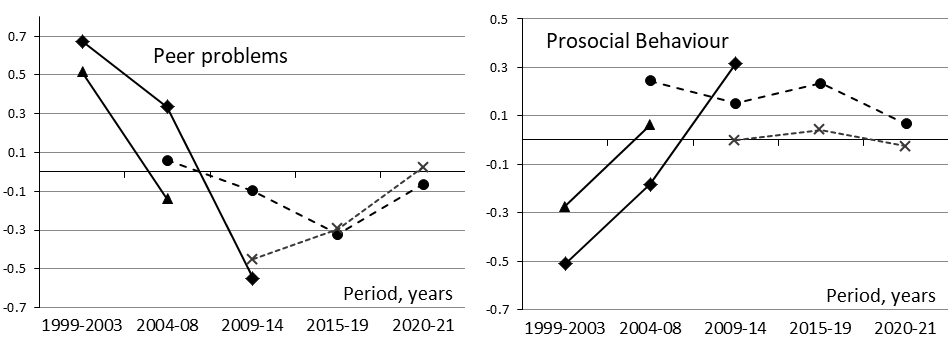 Peer problems
0.7
0.5
0.3
0.1
-0.1
-0.3
-0.5
-0.7
Period, years
1999-2003 2004-08 2009-14 2015-19 2020-21
Prosocial Behaviour
0.5
0.3
0.1
-0.1
-0.3
-0.5
-0.7
Period, years
1999-2003 2004-08 2009-14 2015-19 2020-21